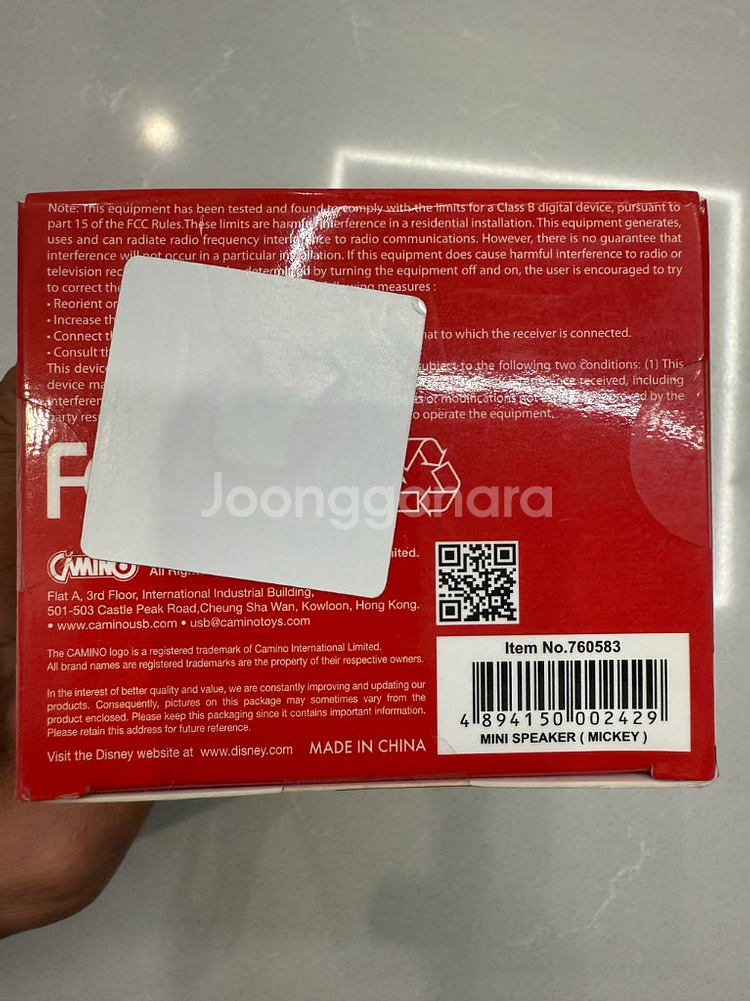 Note: This equipment has been tested and found to comply with the limits for a Class B digital device, pursuant to
part 15 of the FCC Rules.These limits are harmful interference in a residential installation. This equipment generates,
uses and can radiate radio frequency interference to radio communications. However, there is no guarantee that
interference will not occur in a particular installation. If this equipment does cause harmful interference to radio or
television by turning the equipment off and on, the user is encouraged to try
to correct the following measures :
• Reorient or
• Increase th
• Connect t to which the receiver is connected.
• Consult th
This device subject to the following two conditions: (1) This
device received, including
or modifications by the
party to operate the equipment.
Joonggonara
CAMINO
All
Flat A, 3rd Floor, International Industrial Building,
501-503 Castle Peak Road,Cheung Sha Wan, Kowloon, Hong Kong.
• www.caminousb.com • usb@caminotoys.com
The CAMINO logo is a registered trademark of Camino International Limited.
All brand names are registered trademarks are the property of their respective owners.
In the interest of better quality and value, we are constantly improving and updating our
products. Consequently, pictures on this package may sometimes vary from the
product enclosed. Please keep this packaging since it contains important information.
Please retain this address for future reference.
Visit the Disney website at www.disney.com MADE IN CHINA
Item No.760583
4 894150 002429
MINI SPEAKER ( MICKEY )